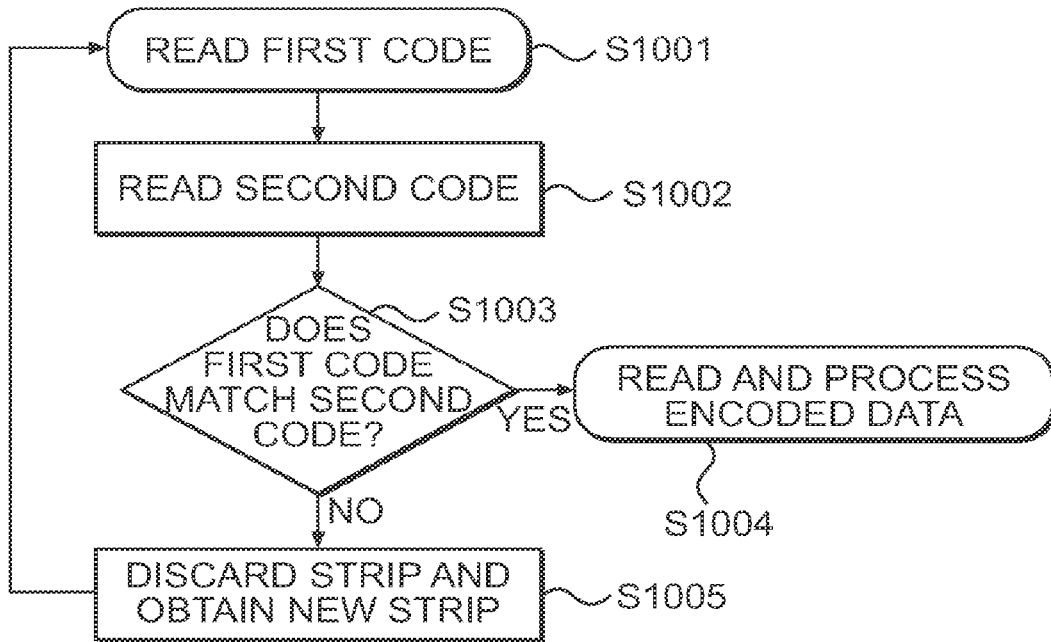 READ FIRST CODE
S1001
READ SECOND CODE
S1002
S1003
DOES
FIRST CODE
MATCH SECOND
CODE?
YES
READ AND PROCESS
ENCODED DATA
S1004
NO
DISCARD STRIP AND
OBTAIN NEW STRIP
S1005